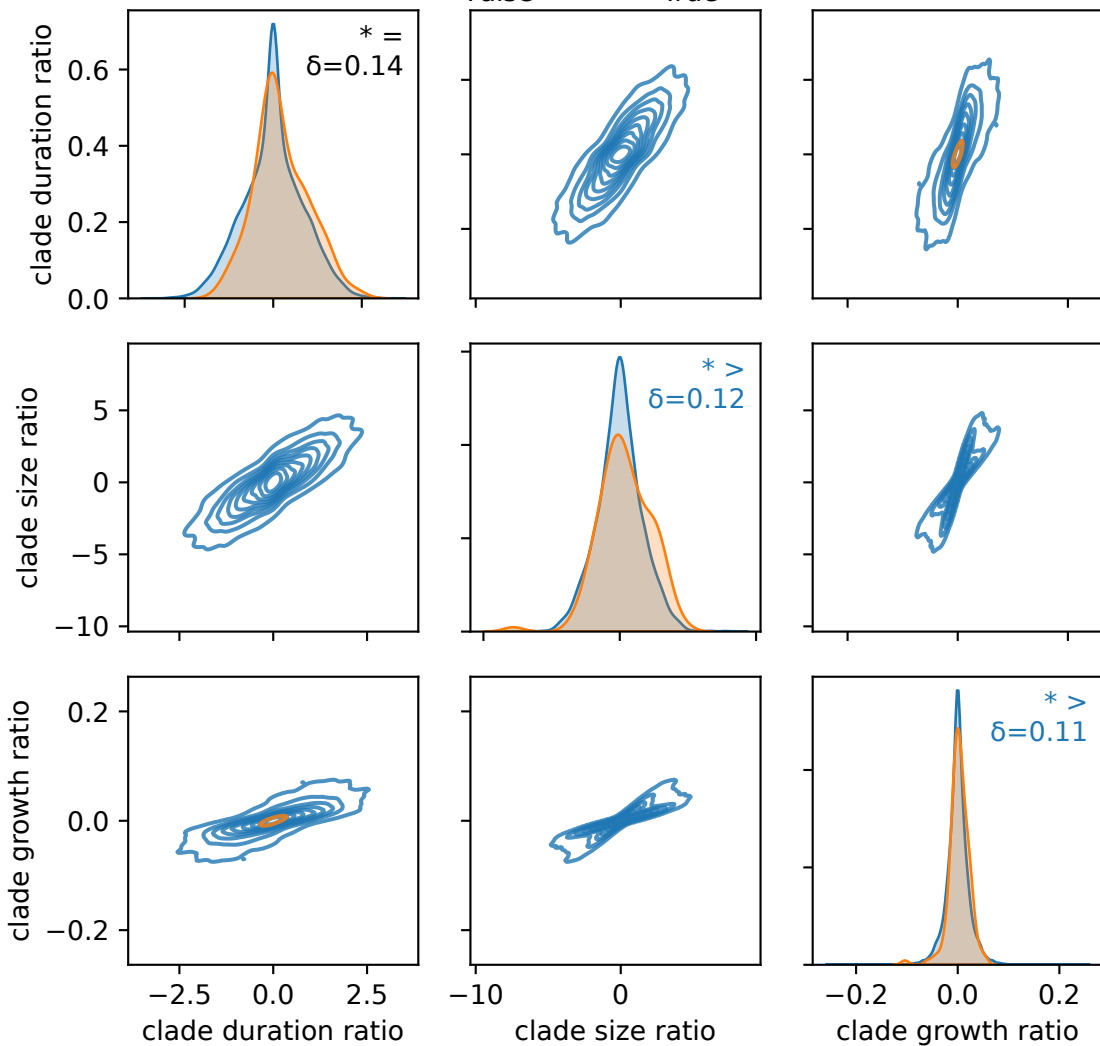 * =
δ=0.14
clade duration ratio
0.6
0.4
0.2
0.0
* >
δ=0.12
clade size ratio
5
0
−5
−10
* >
δ=0.11
clade growth ratio
0.2
0.0
−0.2
−2.5 0.0 2.5 −10 0 −0.2 0.0 0.2
clade duration ratio clade size ratio clade growth ratio